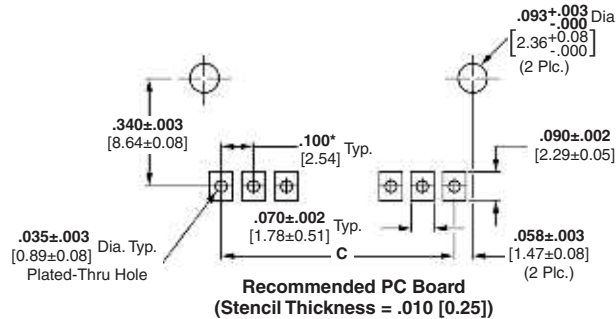 .093+.003 -.000 Dia
[2.36+0.08 -.000]
(2 Plc.)
.340±.003
[8.64±0.08]
.100* Typ.
[2.54]
.090±.002
[2.29±0.05]
.070±.002 Typ.
[1.78±0.51]
.035±.003 Dia. Typ.
[0.89±0.08]
Plated-Thru Hole
C
.058±.003
[1.47±0.08]
(2 Plc.)
Recommended PC Board
(Stencil Thickness = .010 [0.25])